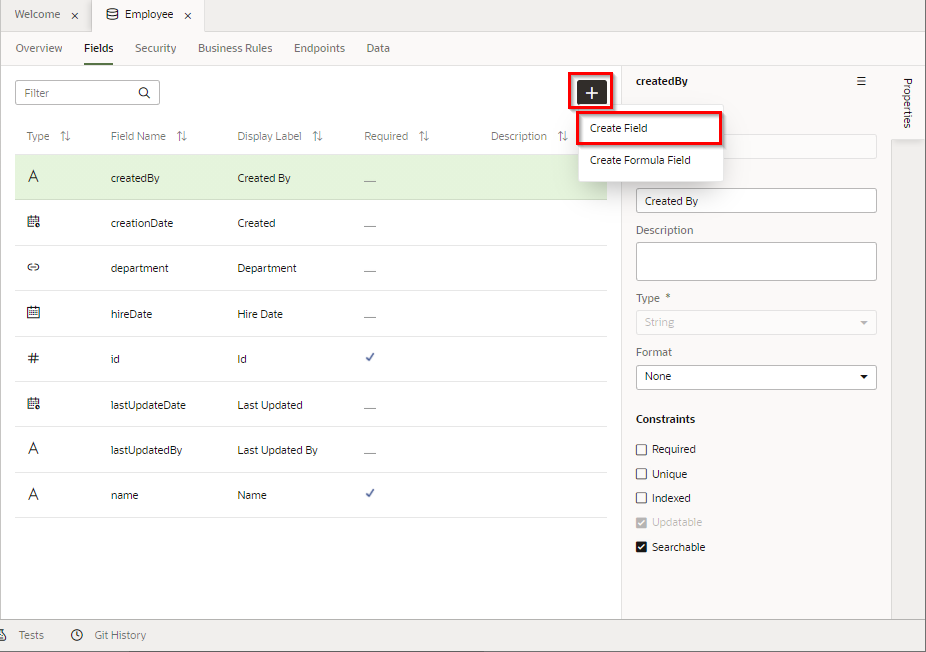 Welcome x Employee x
Overview Fields Security Business Rules Endpoints Data
Filter
Type Field Name Display Label Required Description
createdBy Created By
creationDate Created
department Department
hireDate Hire Date
id Id
lastUpdateDate Last Updated
lastUpdatedBy Last Updated By
name Name
Create Field
Create Formula Field
createdBy
Created By
Description
Type *
String
Format
None
Constraints
Required
Unique
Indexed
Updatable
Searchable
Properties
Tests Git History